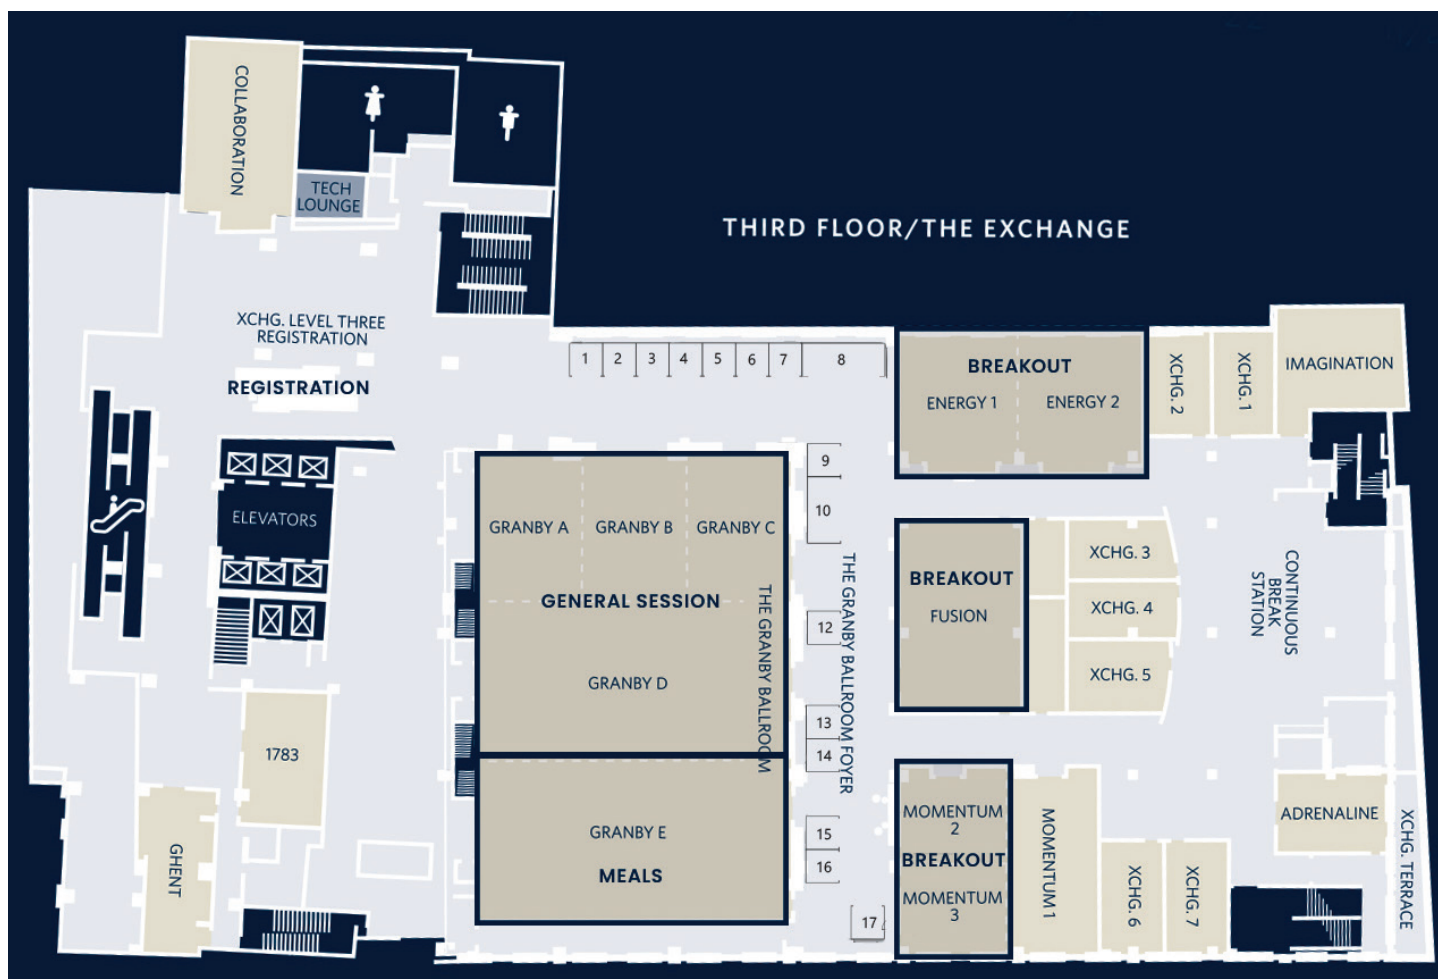 COLLABORATION
TECH
LOUNGE
THIRD FLOOR/THE EXCHANGE
XCHG. LEVEL THREE
REGISTRATION
REGISTRATION
1
2
3
4
5
6
7
8
BREAKOUT
ENERGY 1
ENERGY 2
XCHG. 2
XCHG. 1
IMAGINATION
ELEVATORS
9
10
GRANBY A
GRANBY B
GRANBY C
GENERAL SESSION
GRANBY D
THE GRANBY BALLROOM
THE GRANBY BALLROOM FOYER
12
13
14
BREAKOUT
FUSION
XCHG. 3
XCHG. 4
XCHG. 5
CONTINUOUS
BREAK
STATION
1783
GHENT
GRANBY E
MEALS
15
16
17
MOMENTUM
2
BREAKOUT
MOMENTUM
3
MOMENTUM 1
XCHG. 6
XCHG. 7
ADRENALINE
XCHG. TERRACE